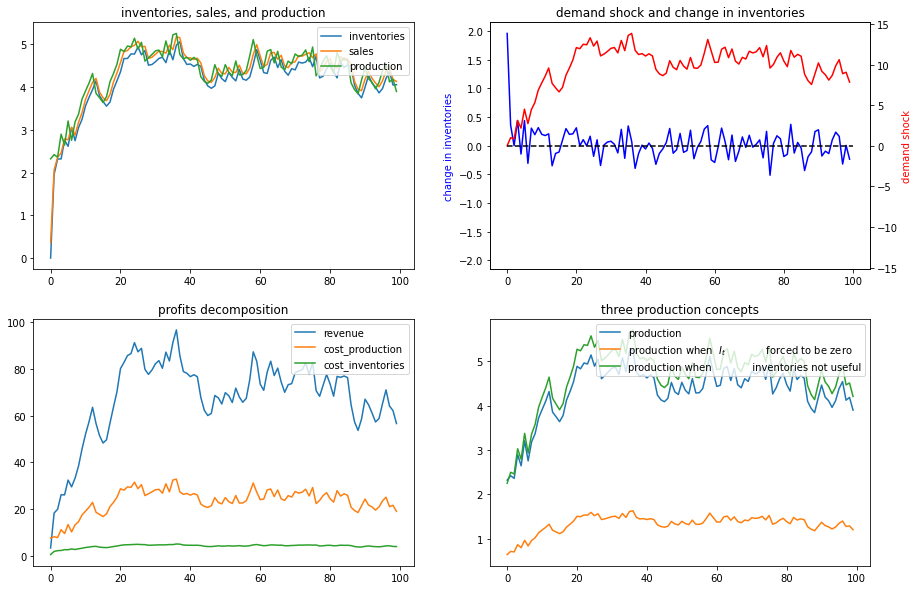 inventories, sales, and production
inventories
sales
production
5
4
3
2
1
0
0 20 40 60 80 100
demand shock and change in inventories
change in inventories
2.0
1.5
1.0
0.5
0.0
−0.5
−1.0
−1.5
−2.0
15
10
5
0
−5
−10
−15
demand shock
0 20 40 60 80 100
profits decomposition
revenue
cost_production
cost_inventories
100
80
60
40
20
0
0 20 40 60 80 100
three production concepts
production
production when I_t forced to be zero
production when inventories not useful
5
4
3
2
1
0 20 40 60 80 100